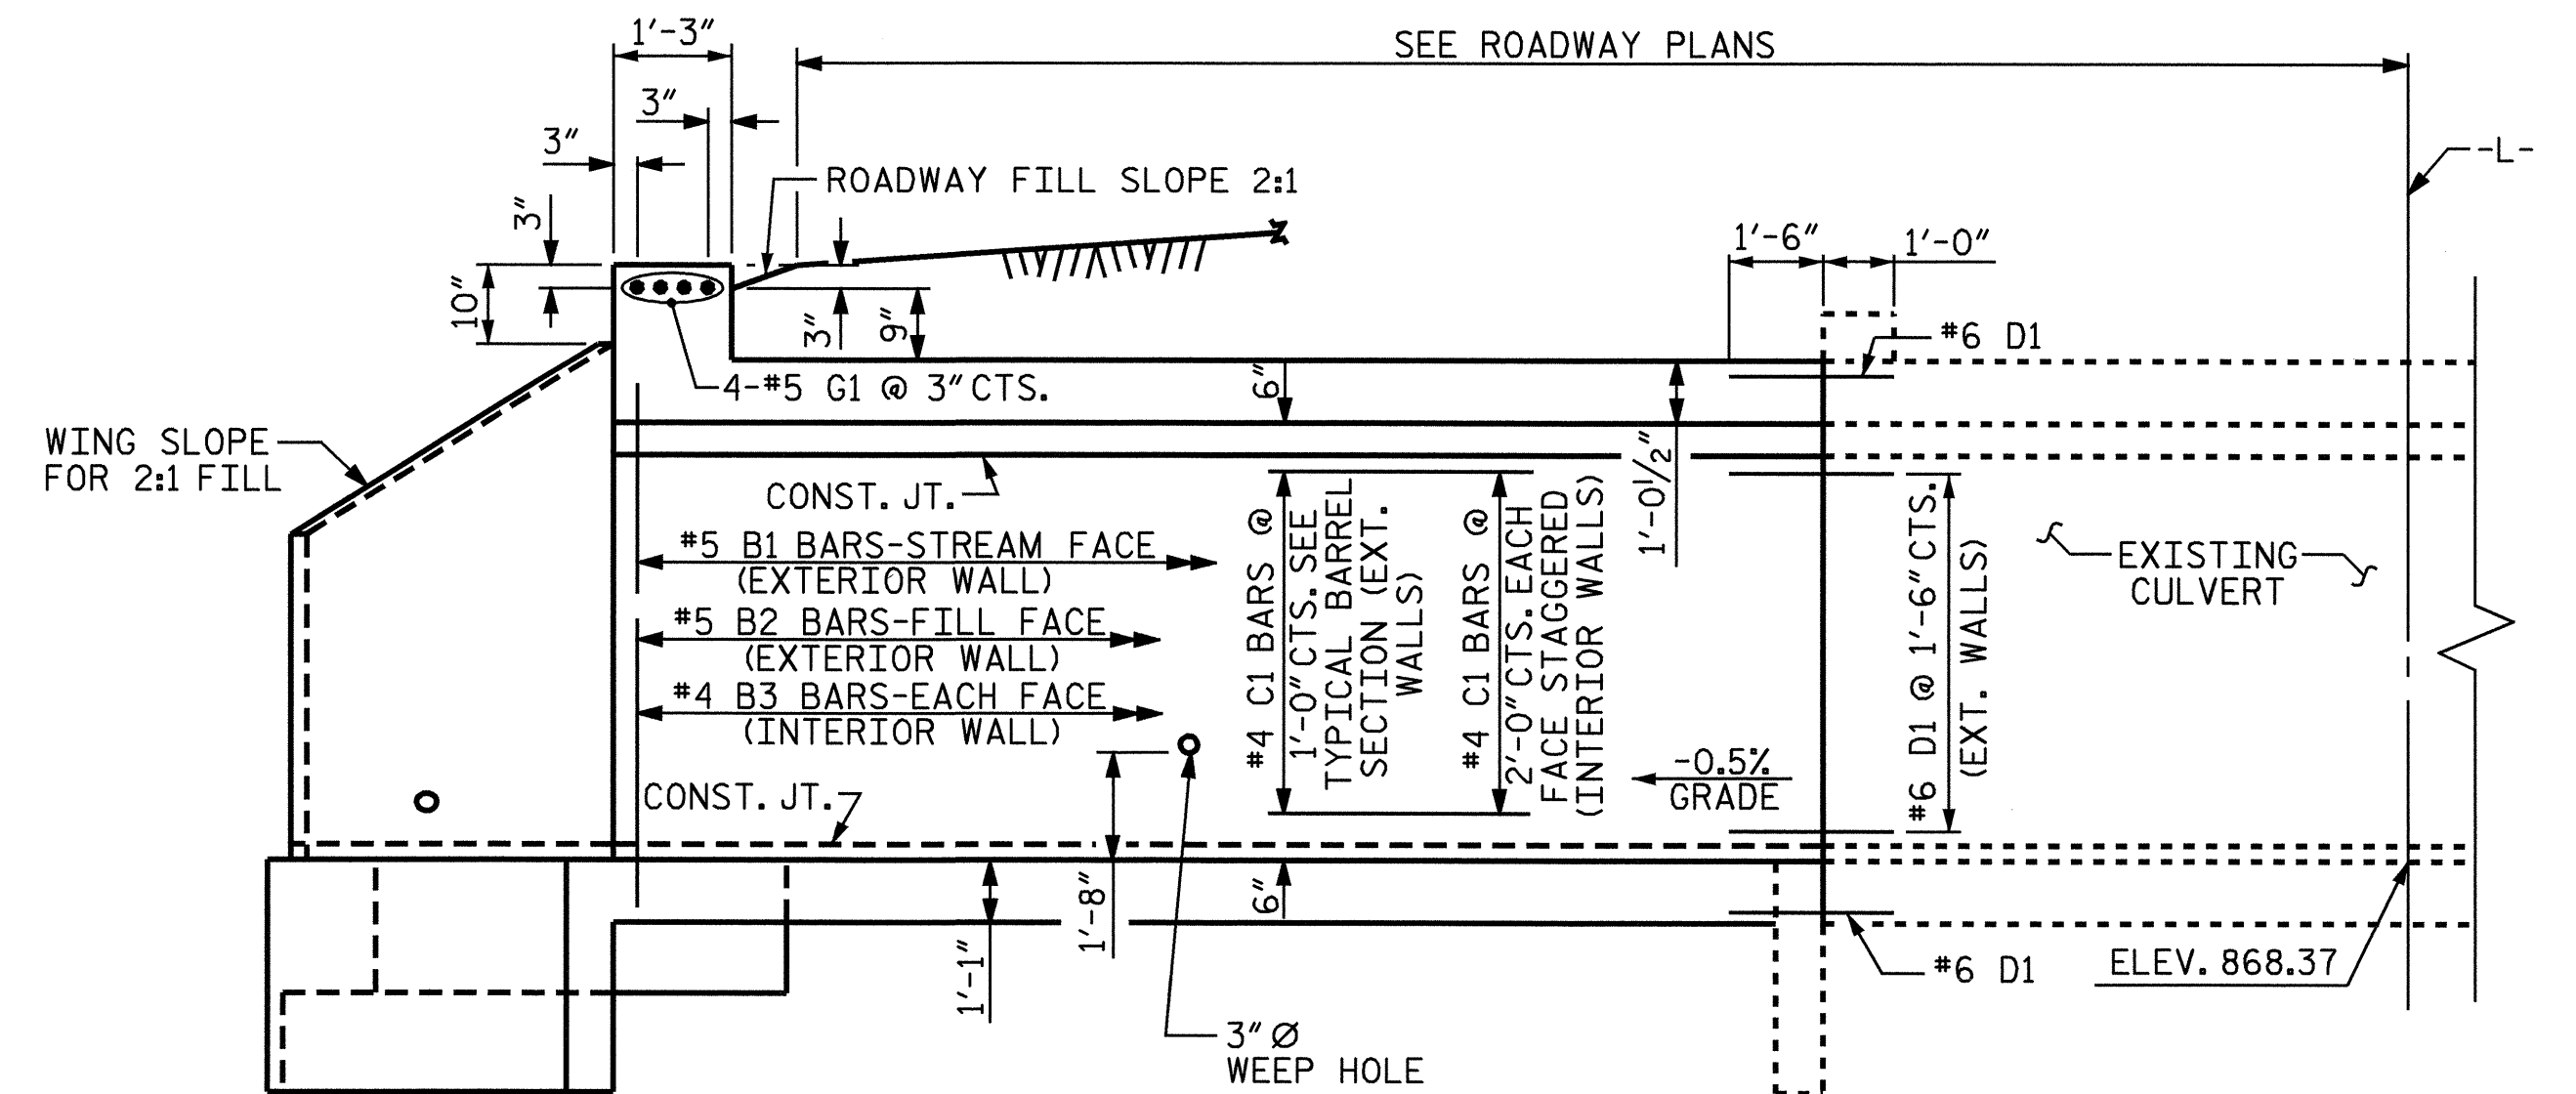 1'-3"
SEE ROADWAY PLANS
3"
3"
-L-
ROADWAY FILL SLOPE 2:1
3"
1'-6"
1'-0"
10"
3"
9"
#6 D1
4-#5 G1 @ 3" CTS.
6"
WING SLOPE
FOR 2:1 FILL
1'-0 1/2"
CONST. JT.
#5 B1 BARS-STREAM FACE
(EXTERIOR WALL)
#5 B2 BARS-FILL FACE
(EXTERIOR WALL)
#4 B3 BARS-EACH FACE
(INTERIOR WALL)
#4 C1 BARS @
1'-0" CTS. SEE
TYPICAL BARREL
SECTION (EXT.
WALLS)
#4 C1 BARS @
2'-0" CTS. EACH
FACE STAGGERED
(INTERIOR WALLS)
#6 D1 @ 1'-6" CTS.
(EXT. WALLS)
EXISTING
CULVERT
-0.5%
GRADE
CONST. JT.
1'-8"
6"
1'-1"
#6 D1
ELEV. 868.37
3" Ø
WEEP HOLE